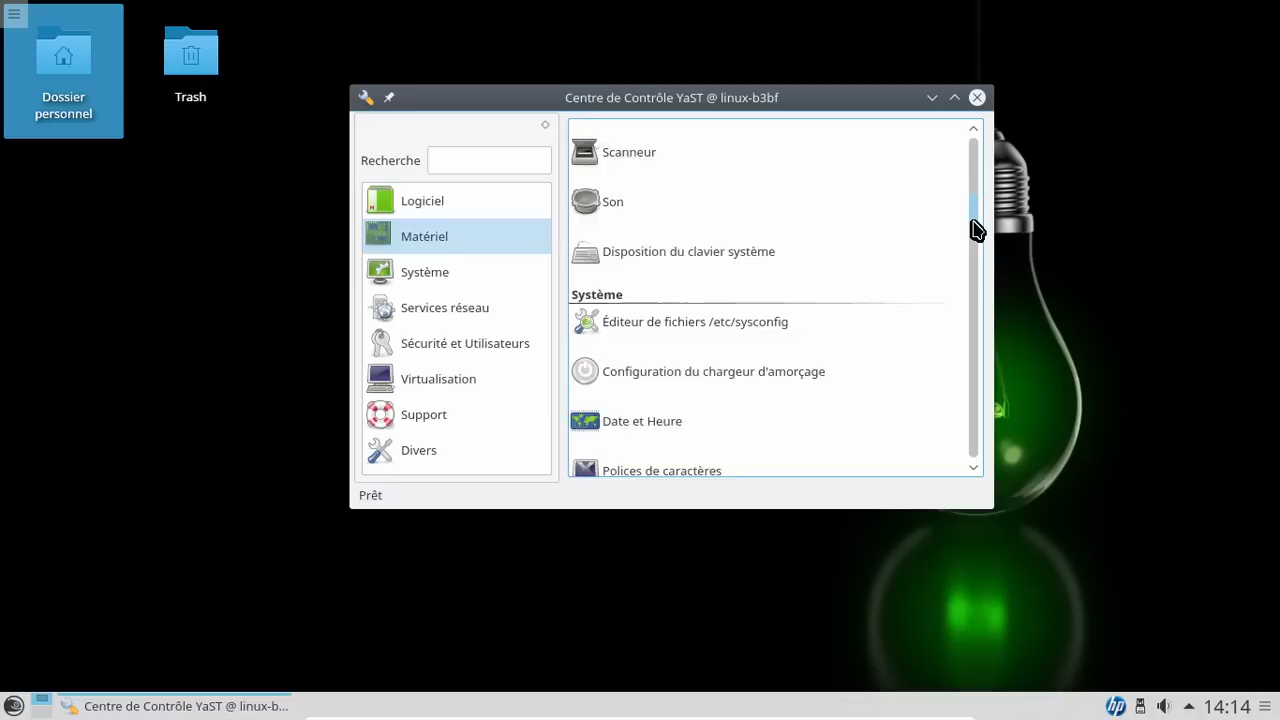 Dossier
personnel
Trash
Centre de Contrôle YaST @ linux-b3bf
Recherche
Logiciel
Matériel
Système
Services réseau
Sécurité et Utilisateurs
Virtualisation
Support
Divers
Scanneur
Son
Disposition du clavier système
Système
Éditeur de fichiers /etc/sysconfig
Configuration du chargeur d'amorçage
Date et Heure
Polices de caractères
Prêt
Centre de Contrôle YaST @ linux-b...
hp
14:14